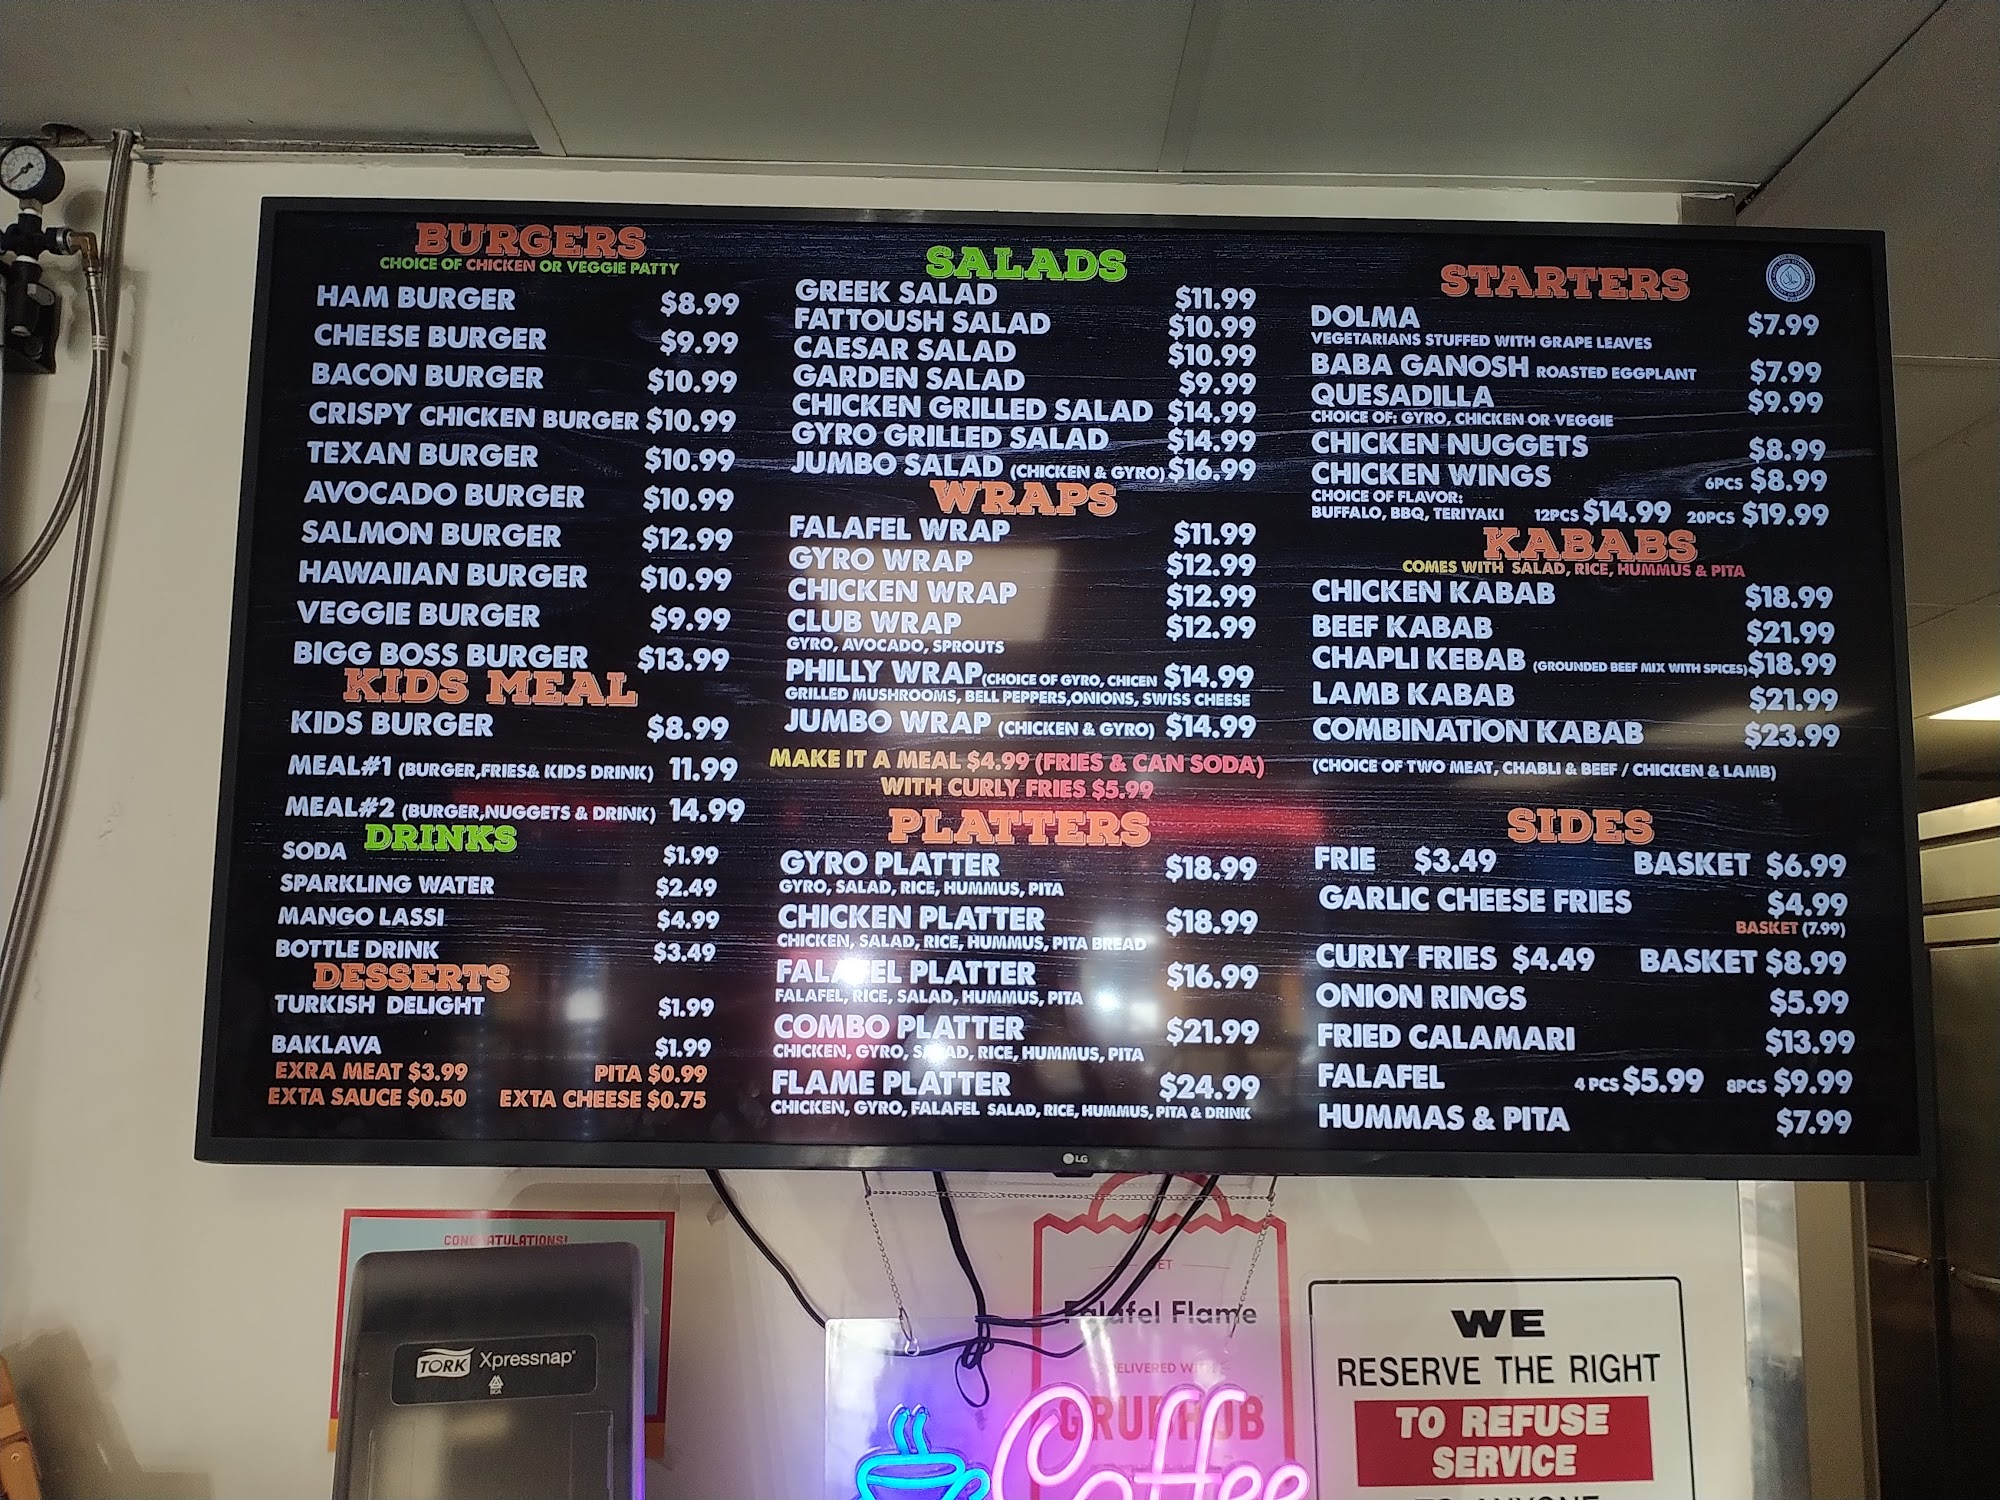 BURGERS
CHOICE OF CHICKEN OR VEGGIE PATTY
HAM BURGER $8.99
CHEESE BURGER $9.99
BACON BURGER $10.99
CRISPY CHICKEN BURGER $10.99
TEXAN BURGER $10.99
AVOCADO BURGER $10.99
SALMON BURGER $12.99
HAWAIIAN BURGER $10.99
VEGGIE BURGER $9.99
BIGG BOSS BURGER $13.99
KIDS MEAL
KIDS BURGER $8.99
MEAL#1 (BURGER,FRIES& KIDS DRINK) 11.99
MEAL#2 (BURGER,NUGGETS & DRINK) 14.99
DRINKS
SODA $1.99
SPARKLING WATER $2.49
MANGO LASSI $4.99
BOTTLE DRINK $3.49
DESSERTS
TURKISH DELIGHT $1.99
BAKLAVA $1.99
EXRA MEAT $3.99 PITA $0.99
EXTA SAUCE $0.50 EXTA CHEESE $0.75
SALADS
GREEK SALAD $11.99
FATTOUSH SALAD $10.99
CAESAR SALAD $10.99
GARDEN SALAD $9.99
CHICKEN GRILLED SALAD $14.99
GYRO GRILLED SALAD $14.99
JUMBO SALAD (CHICKEN & GYRO) $16.99
WRAPS
FALAFEL WRAP $11.99
GYRO WRAP $12.99
CHICKEN WRAP $12.99
CLUB WRAP $12.99
GYRO, AVOCADO, SPROUTS
PHILLY WRAP (CHOICE OF GYRO, CHICEN $14.99
GRILLED MUSHROOMS, BELL PEPPERS,ONIONS, SWISS CHEESE
JUMBO WRAP (CHICKEN & GYRO) $14.99
MAKE IT A MEAL $4.99 (FRIES & CAN SODA)
WITH CURLY FRIES $5.99
PLATTERS
GYRO PLATTER $18.99
GYRO, SALAD, RICE, HUMMUS, PITA
CHICKEN PLATTER $18.99
CHICKEN, SALAD, RICE, HUMMUS, PITA BREAD
FALAFEL PLATTER $16.99
FALAFEL, RICE, SALAD, HUMMUS, PITA
COMBO PLATTER $21.99
CHICKEN, GYRO, SALAD, RICE, HUMMUS, PITA
FLAME PLATTER $24.99
CHICKEN, GYRO, FALAFEL SALAD, RICE, HUMMUS, PITA & DRINK
STARTERS
DOLMA $7.99
VEGETARIANS STUFFED WITH GRAPE LEAVES
BABA GANOSH ROASTED EGGPLANT $7.99
QUESADILLA $9.99
CHOICE OF: GYRO, CHICKEN OR VEGGIE
CHICKEN NUGGETS $8.99
CHICKEN WINGS 6PCS $8.99
CHOICE OF FLAVOR:
BUFFALO, BBQ, TERIYAKI 12PCS $14.99 20PCS $19.99
KABABS
COMES WITH SALAD, RICE, HUMMUS & PITA
CHICKEN KABAB $18.99
BEEF KABAB $21.99
CHAPLI KEBAB (GROUNDED BEEF MIX WITH SPICES) $18.99
LAMB KABAB $21.99
COMBINATION KABAB $23.99
(CHOICE OF TWO MEAT, CHABLI & BEEF / CHICKEN & LAMB)
SIDES
FRIE $3.49 BASKET $6.99
GARLIC CHEESE FRIES $4.99
BASKET (7.99)
CURLY FRIES $4.49 BASKET $8.99
ONION RINGS $5.99
FRIED CALAMARI $13.99
FALAFEL 4 PCS $5.99 8PCS $9.99
HUMMAS & PITA $7.99
LG
CONGRATULATIONS!
TORK Xpressnap
Falafel Flame
DELIVERED
GRUBHUB
Coffee
WE
RESERVE THE RIGHT
TO REFUSE
SERVICE